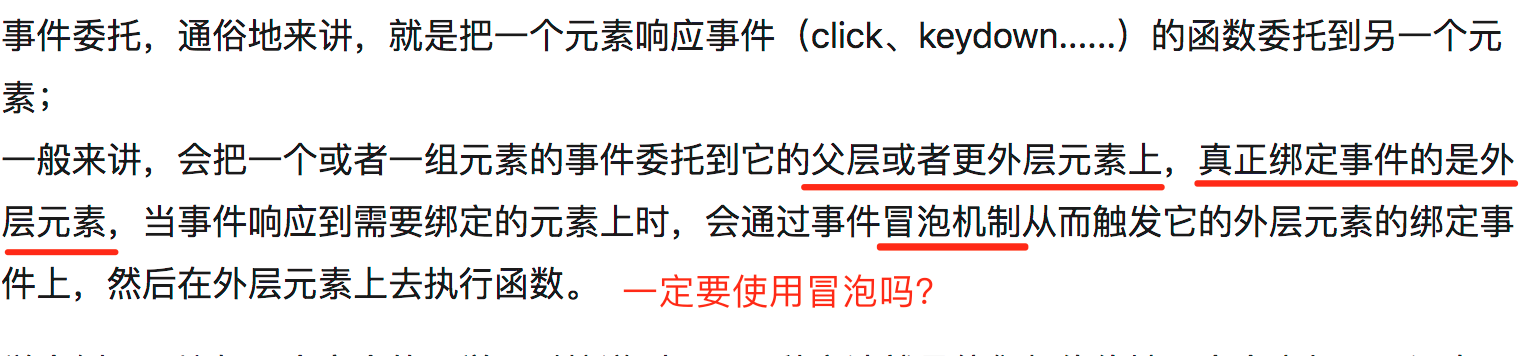 事件委托，通俗地来讲，就是把一个元素响应事件（click、keydown......）的函数委托到另一个元
素；
一般来讲，会把一个或者一组元素的事件委托到它的父层或者更外层元素上，真正绑定事件的是外
层元素，当事件响应到需要绑定的元素上时，会通过事件冒泡机制从而触发它的外层元素的绑定事
件上，然后在外层元素上去执行函数。 一定要使用冒泡吗？